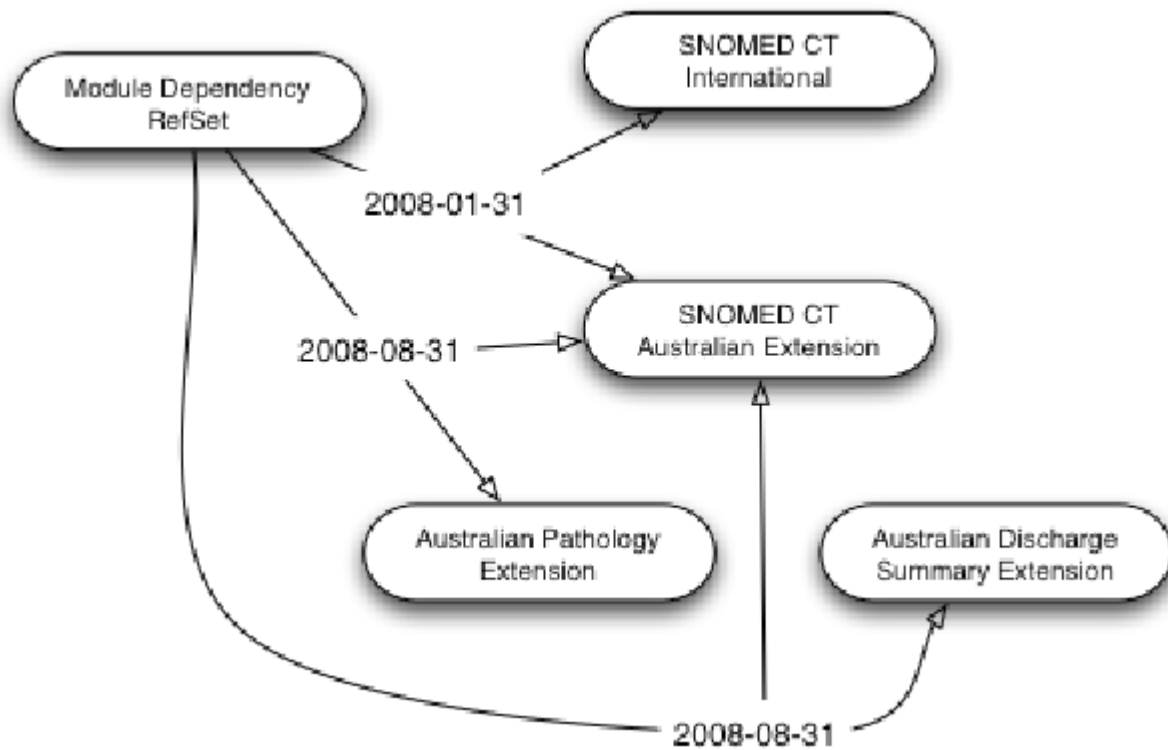 SNOMED CT
International
Module Dependency
RefSet
2008-01-31
SNOMED CT
Australian Extension
2008-08-31
Australian Pathology
Extension
Australian Discharge
Summary Extension
2008-08-31